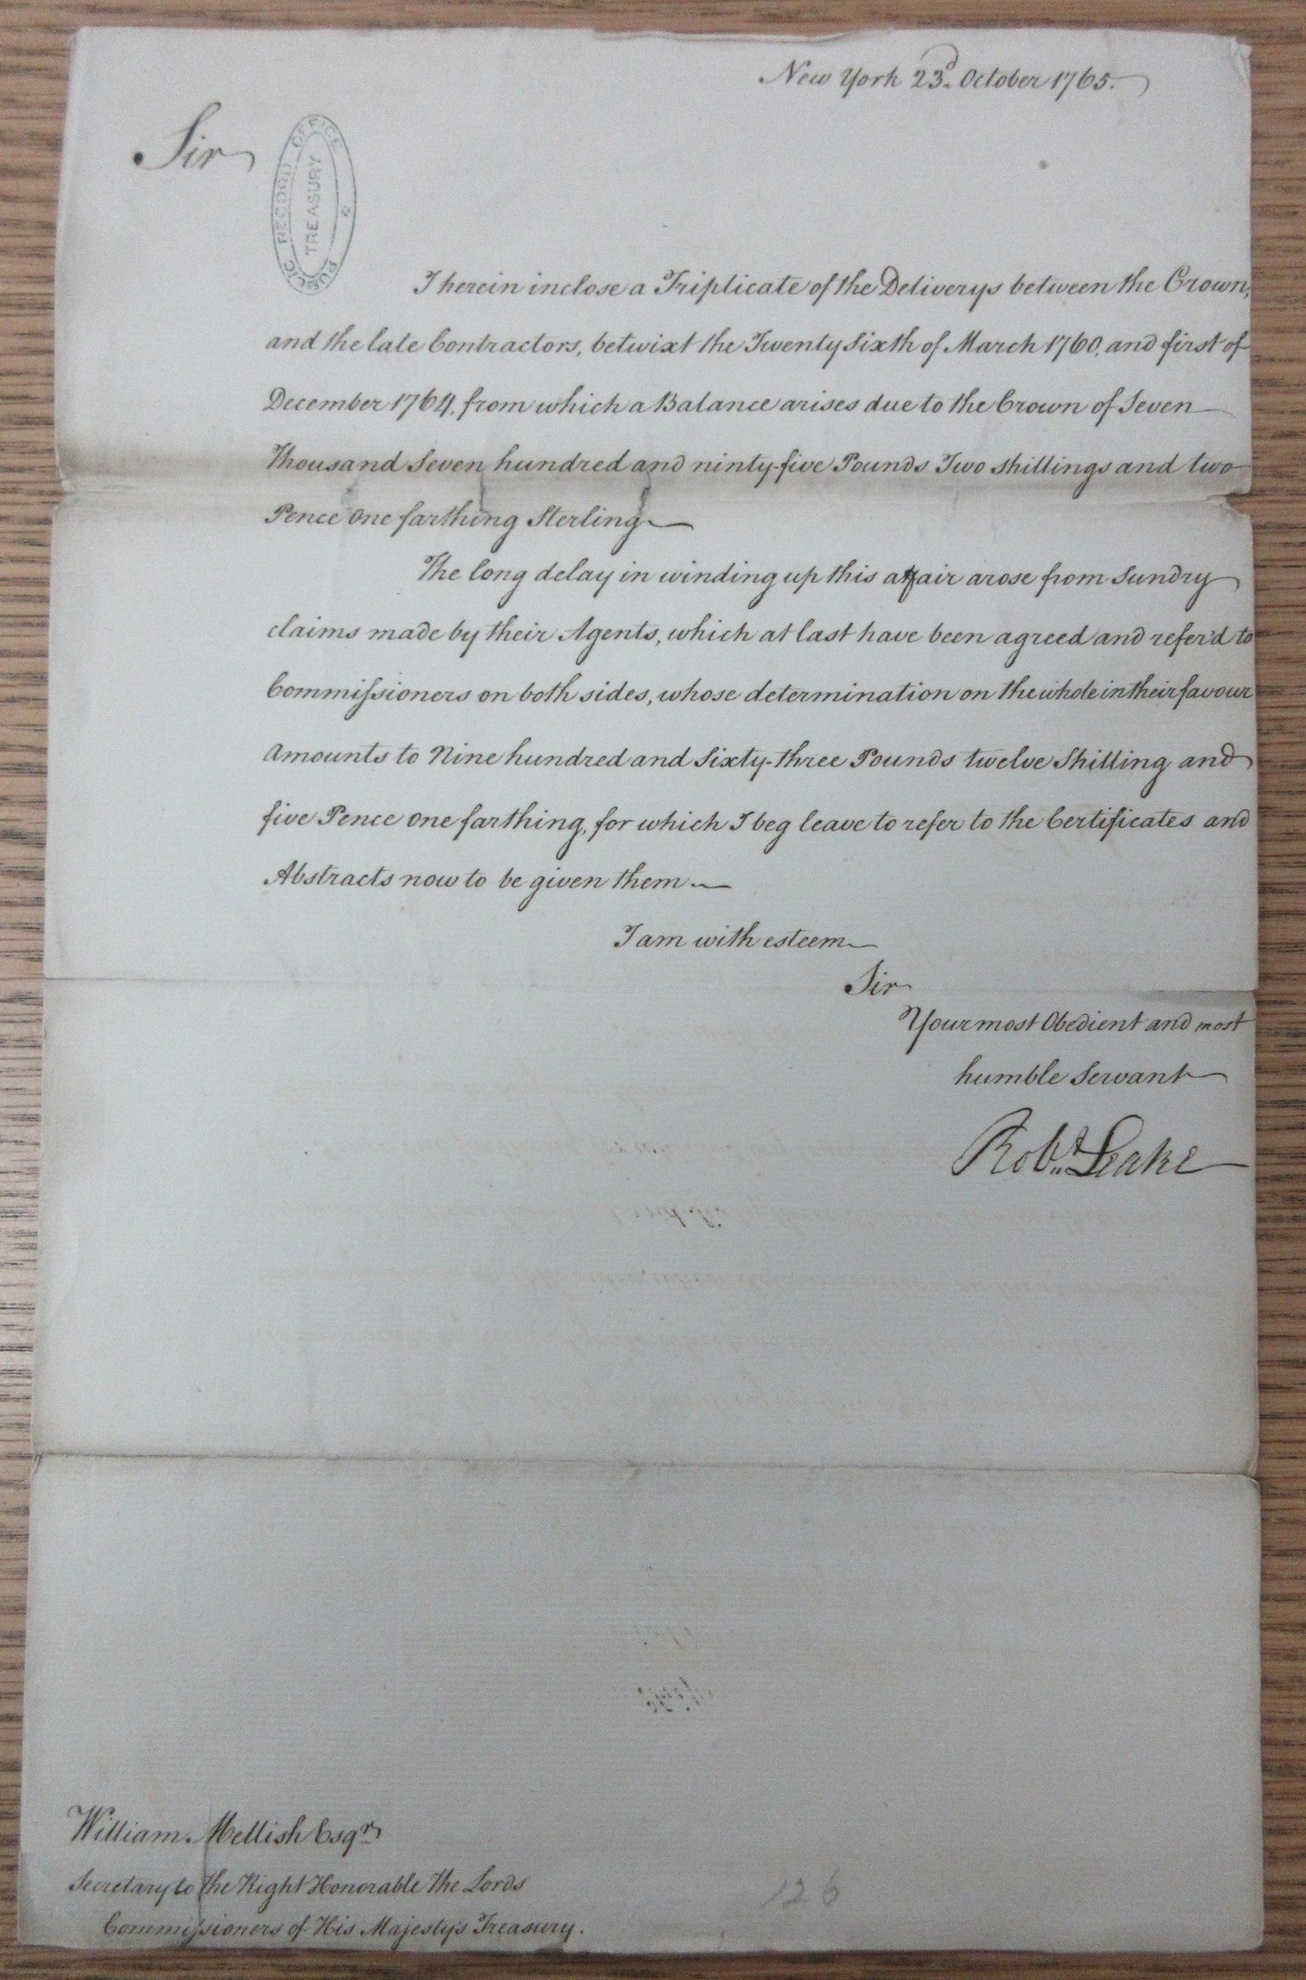 New York 23d. October 1765.
Sir
PUBLIC RECORD OFFICE
TREASURY
I herein inclose a Triplicate of the Deliverys between the Crown,
and the late Contractors, betwixt the Twenty Sixth of March 1760, and first of
December 1764, from which a Balance arises due to the Crown of Seven
Thousand Seven hundred and ninty-five Pounds Two Shillings and two
Pence One farthing Sterling
The long delay in winding up this affair arose from Sundry
claims made by their Agents, which at last have been agreed and refer'd to
Commissioners on both sides, whose determination on the whole in their favour
Amounts to Nine hundred and Sixty-three Pounds twelve Shilling and
five Pence One farthing, for which I beg leave to refer to the Certificates and
Abstracts now to be given them
I am with esteem
Sir
Your most Obedient and most
humble Servant
Robt. Leake
William Mellish Esqr.
Secretary to the Right Honorable The Lords
Commissioners of His Majesty's Treasury.
126